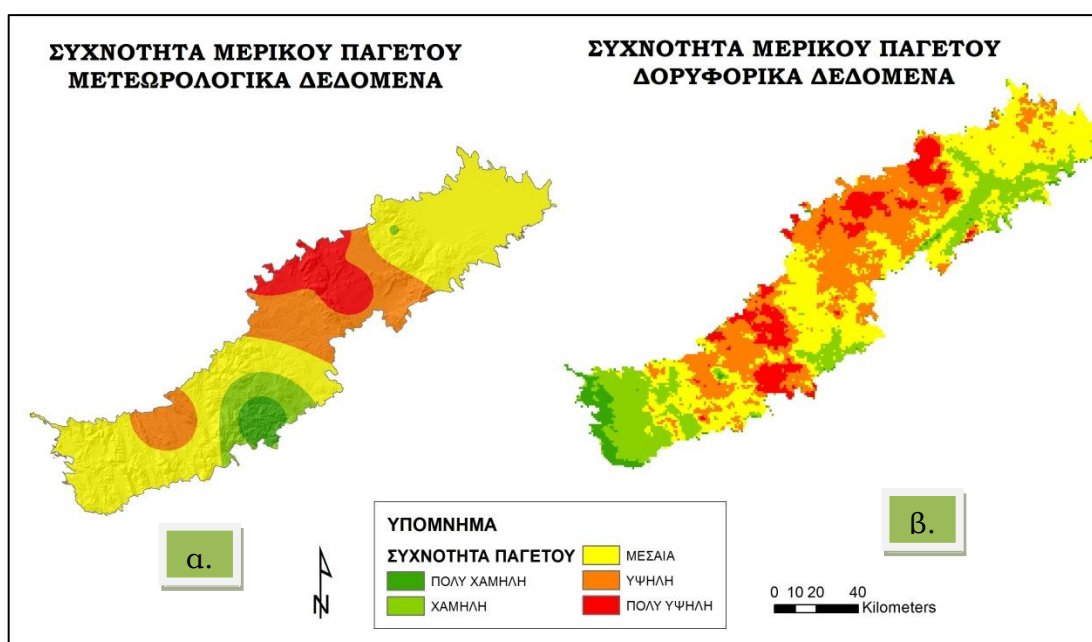 ΣΥΧΝΟΤΗΤΑ ΜΕΡΙΚΟΥ ΠΑΓΕΤΟΥ
ΜΕΤΕΩΡΟΛΟΓΙΚΑ ΔΕΔΟΜΕΝΑ
ΣΥΧΝΟΤΗΤΑ ΜΕΡΙΚΟΥ ΠΑΓΕΤΟΥ
ΔΟΡΥΦΟΡΙΚΑ ΔΕΔΟΜΕΝΑ
α.
β.
N
ΥΠΟΜΝΗΜΑ
ΣΥΧΝΟΤΗΤΑ ΠΑΓΕΤΟΥ
ΠΟΛΥ ΧΑΜΗΛΗ
ΧΑΜΗΛΗ
ΜΕΣΑΙΑ
ΥΨΗΛΗ
ΠΟΛΥ ΥΨΗΛΗ
0 10 20 40
Kilometers